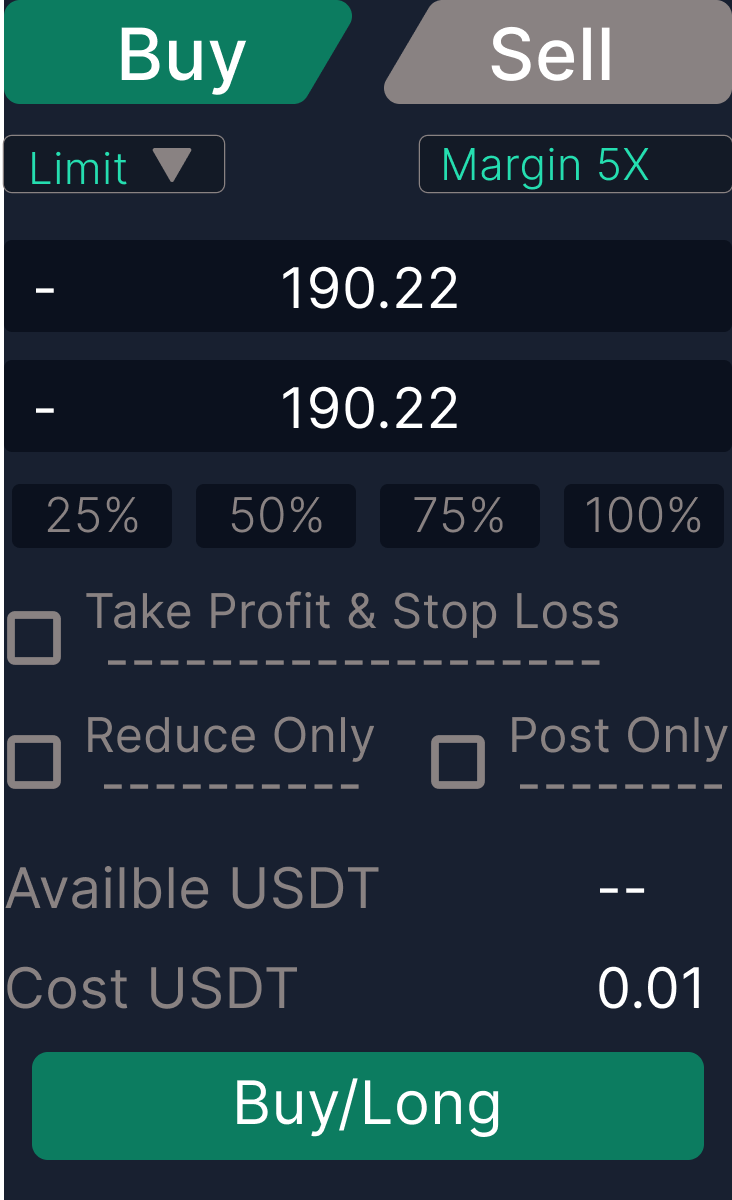 Buy Sell
Limit Margin 5X
- 190.22
- 190.22
25% 50% 75% 100%
Take Profit & Stop Loss
Reduce Only Post Only
Availble USDT --
Cost USDT 0.01
Buy/Long